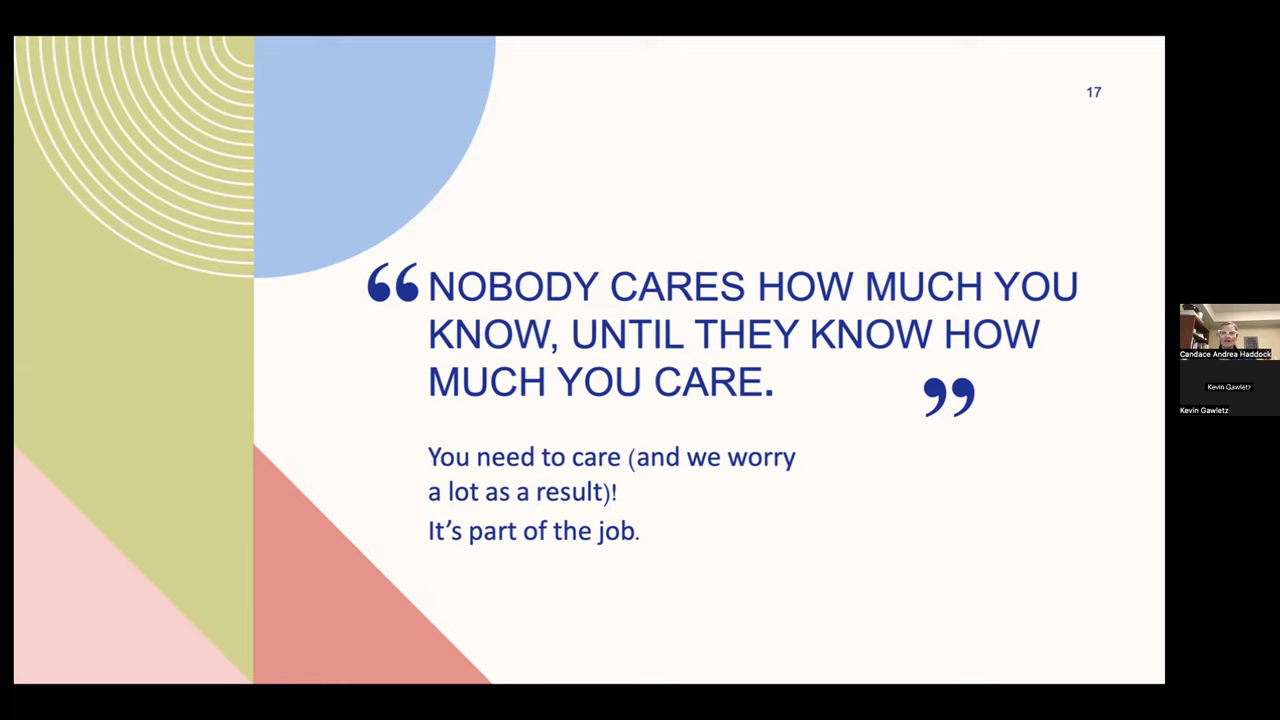 17
“NOBODY CARES HOW MUCH YOU
KNOW, UNTIL THEY KNOW HOW
MUCH YOU CARE.”
You need to care (and we worry
a lot as a result)!
It’s part of the job.
Candace Andrea Haddock
Kevin Gawletz
Kevin Gawletz